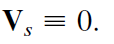 Vₛ ≡ 0.